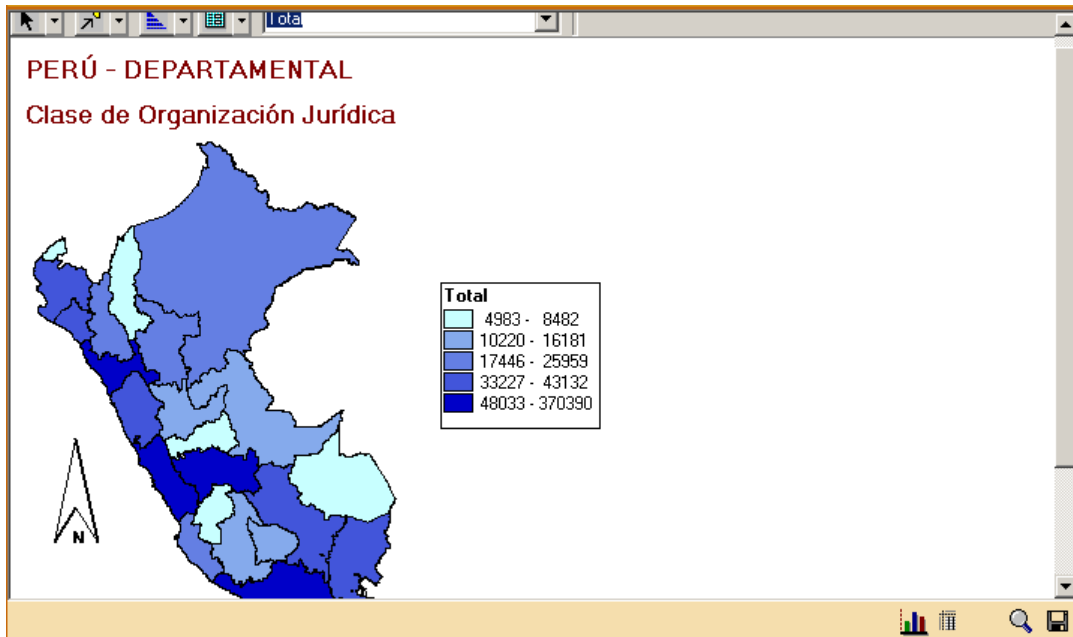 Total
PERÚ - DEPARTAMENTAL
Clase de Organización Jurídica
Total
4983 - 8482
10220 - 16181
17446 - 25959
33227 - 43132
48033 - 370390
N